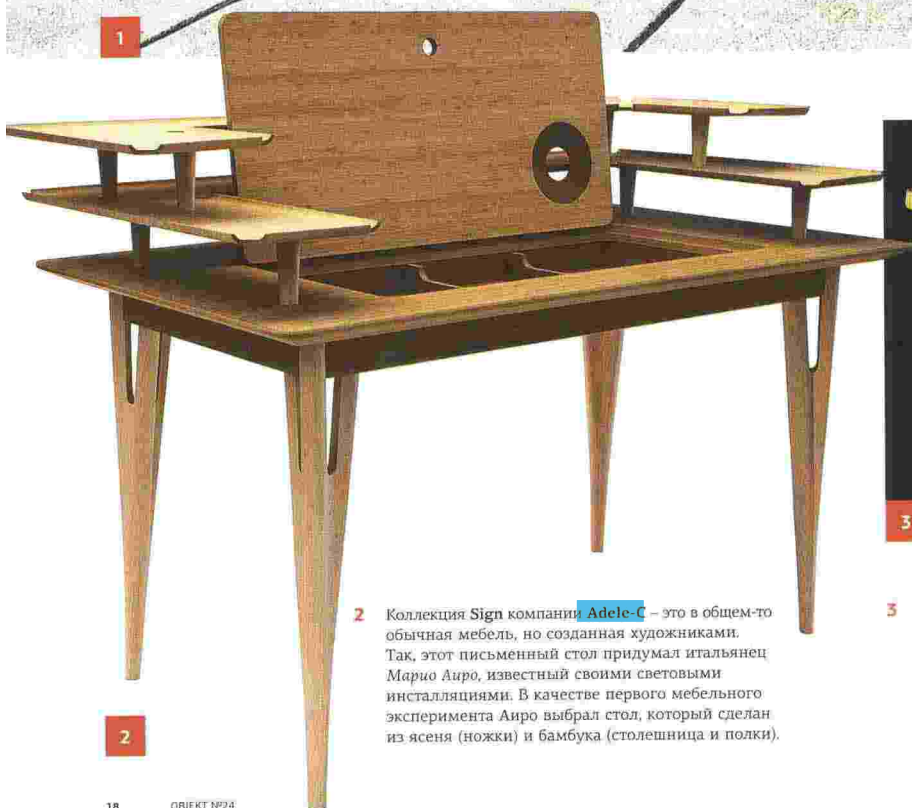 1
3
2 Коллекция Sign компании Adele-C – это в общем-то
обычная мебель, но созданная художниками.
Так, этот письменный стол придумал итальянец
Марио Аиро, известный своими световыми
инсталляциями. В качестве первого мебельного
эксперимента Аиро выбрал стол, который сделан
из ясеня (ножки) и бамбука (столешница и полки).
3
2
18 OBJEKT №24